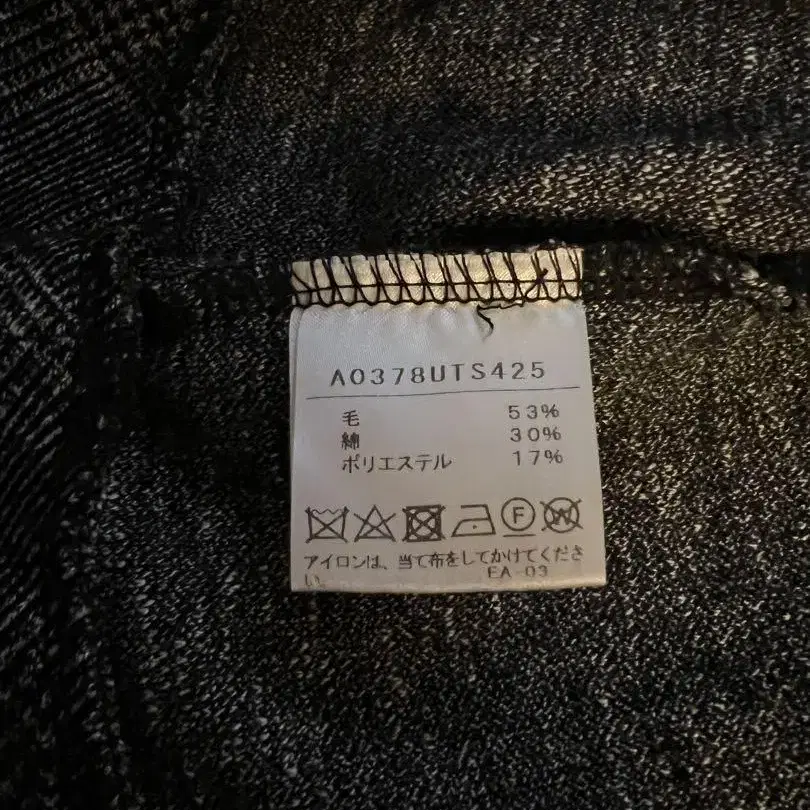 A0378UTS425
毛 53%
綿 30%
ポリエステル 17%
F W
アイロンは、当て布をしてかけてくださ
い。 EA-03